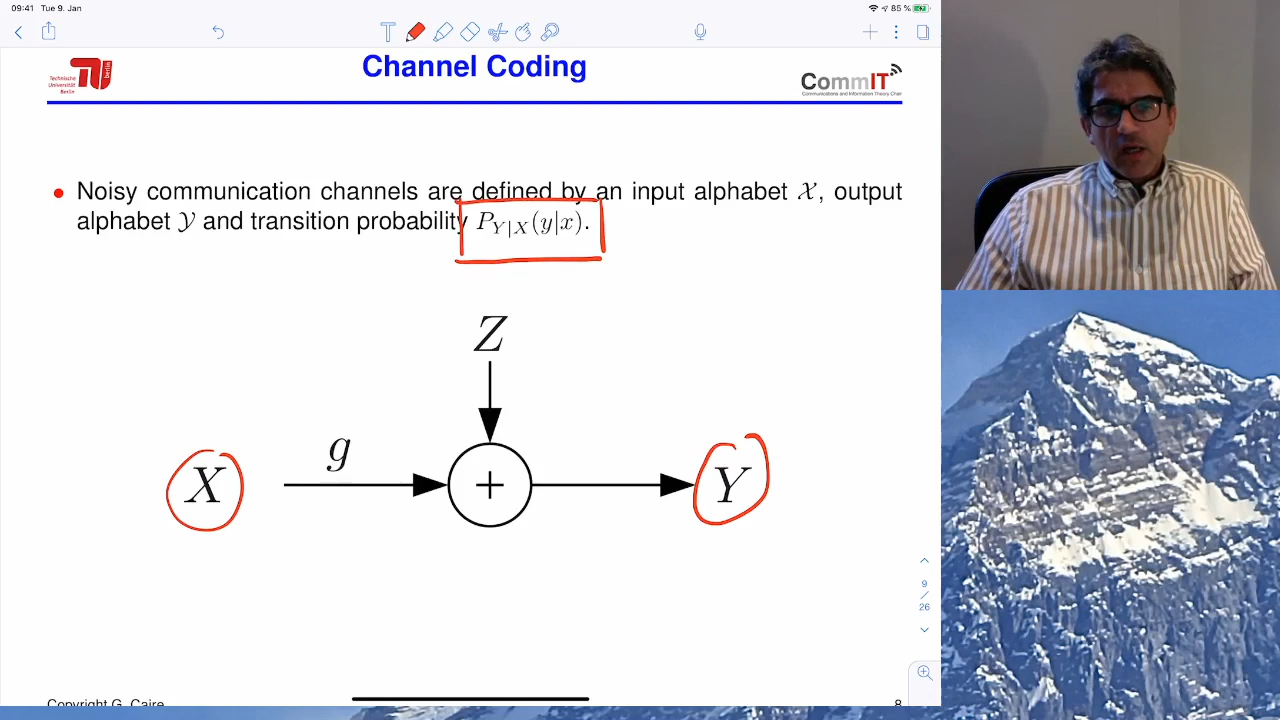 09:41 Tue 9. Jan
85 %
Technische
Universität
Berlin
berlin
Channel Coding
CommIT
Communications and Information Theory Chair
• Noisy communication channels are defined by an input alphabet 𝒳, output
alphabet 𝒴 and transition probability P_{Y|X}(y|x).
Z
g
X
+
Y
9
/
26
Copyright G. Caire
8